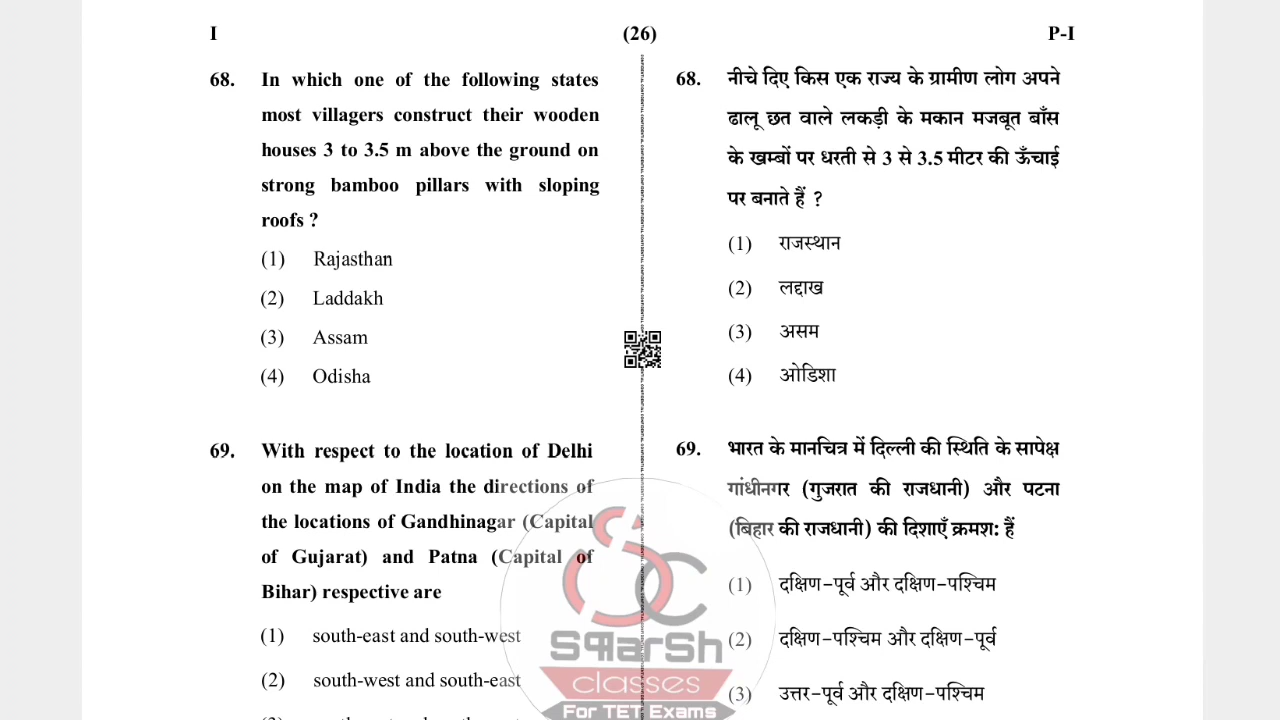 I
(26)
P-I
68. In which one of the following states
most villagers construct their wooden
houses 3 to 3.5 m above the ground on
strong bamboo pillars with sloping
roofs ?
(1) Rajasthan
(2) Laddakh
(3) Assam
(4) Odisha
69. With respect to the location of Delhi
on the map of India the directions of
the locations of Gandhinagar (Capital
of Gujarat) and Patna (Capital of
Bihar) respective are
(1) south-east and south-west
(2) south-west and south-east
68. नीचे दिए किस एक राज्य के ग्रामीण लोग अपने
ढालू छत वाले लकड़ी के मकान मजबूत बाँस
के खम्बों पर धरती से 3 से 3.5 मीटर की ऊँचाई
पर बनाते हैं ?
(1) राजस्थान
(2) लद्दाख
(3) असम
(4) ओडिशा
69. भारत के मानचित्र में दिल्ली की स्थिति के सापेक्ष
गांधीनगर (गुजरात की राजधानी) और पटना
(बिहार की राजधानी) की दिशाएँ क्रमशः हैं
(1) दक्षिण-पूर्व और दक्षिण-पश्चिम
(2) दक्षिण-पश्चिम और दक्षिण-पूर्व
(3) उत्तर-पूर्व और दक्षिण-पश्चिम
classes
For TET Exams